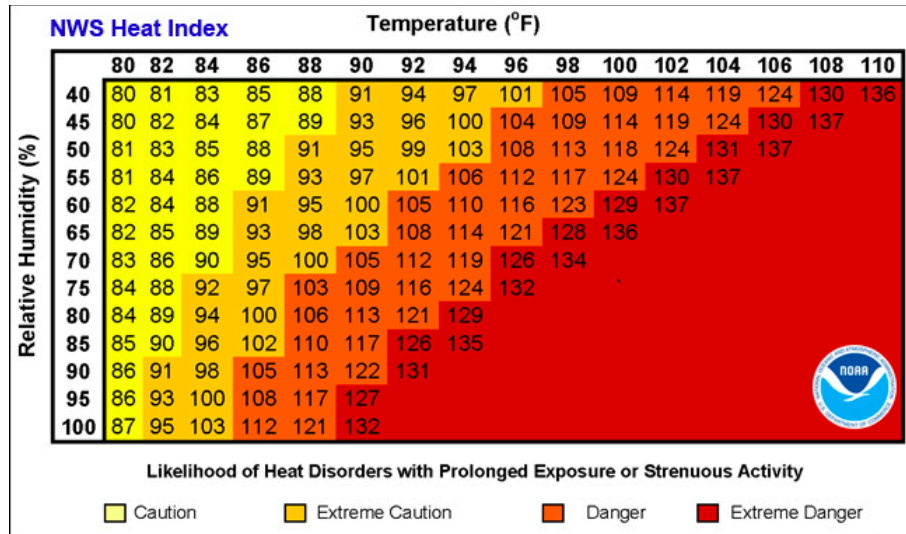 NWS Heat Index
Temperature (°F)
80 82 84 86 88 90 92 94 96 98 100 102 104 106 108 110
Relative Humidity (%)
40 80 81 83 85 88 91 94 97 101 105 109 114 119 124 130 136
45 80 82 84 87 89 93 96 100 104 109 114 119 124 130 137
50 81 83 85 88 91 95 99 103 108 113 118 124 131 137
55 81 84 86 89 93 97 101 106 112 117 124 130 137
60 82 84 88 91 95 100 105 110 116 123 129 137
65 82 85 89 93 98 103 108 114 121 128 136
70 83 86 90 95 100 105 112 119 126 134
75 84 88 92 97 103 109 116 124 132
80 84 89 94 100 106 113 121 129
85 85 90 96 102 110 117 126 135
90 86 91 98 105 113 122 131
95 86 93 100 108 117 127
100 87 95 103 112 121 132
NOAA
Likelihood of Heat Disorders with Prolonged Exposure or Strenuous Activity
Caution Extreme Caution Danger Extreme Danger